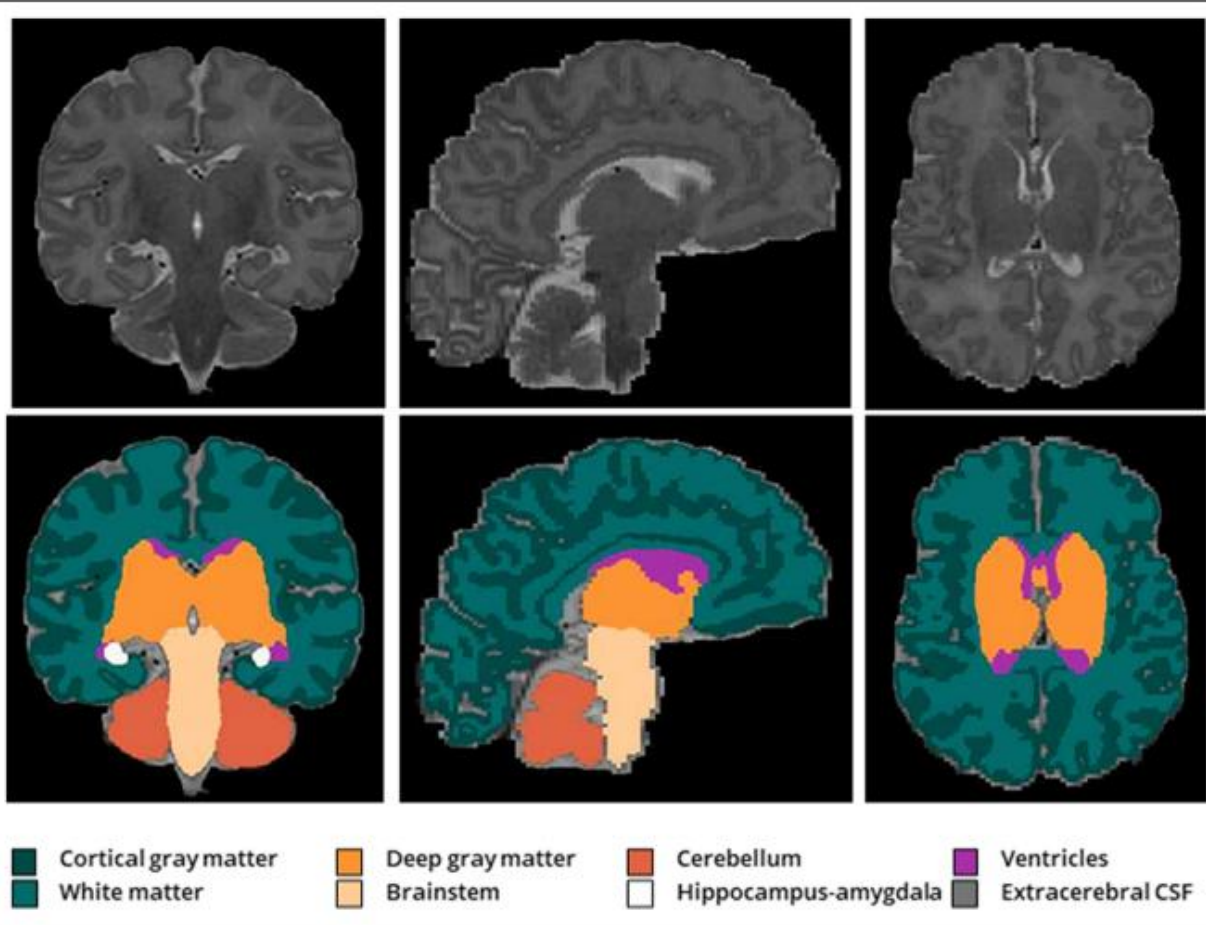 Cortical gray matter Deep gray matter Cerebellum Ventricles
White matter Brainstem Hippocampus-amygdala Extracerebral CSF